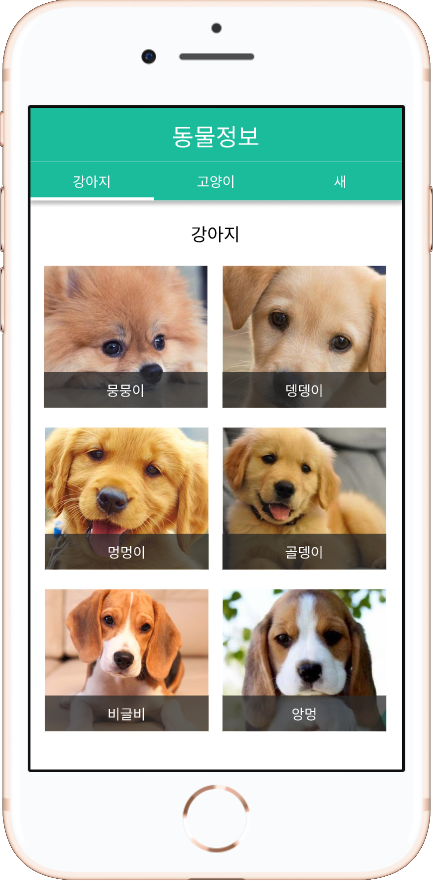 동물정보
강아지 고양이 새
강아지
뭉뭉이 뎅뎅이
멍멍이 골뎅이
비글비 앙멍